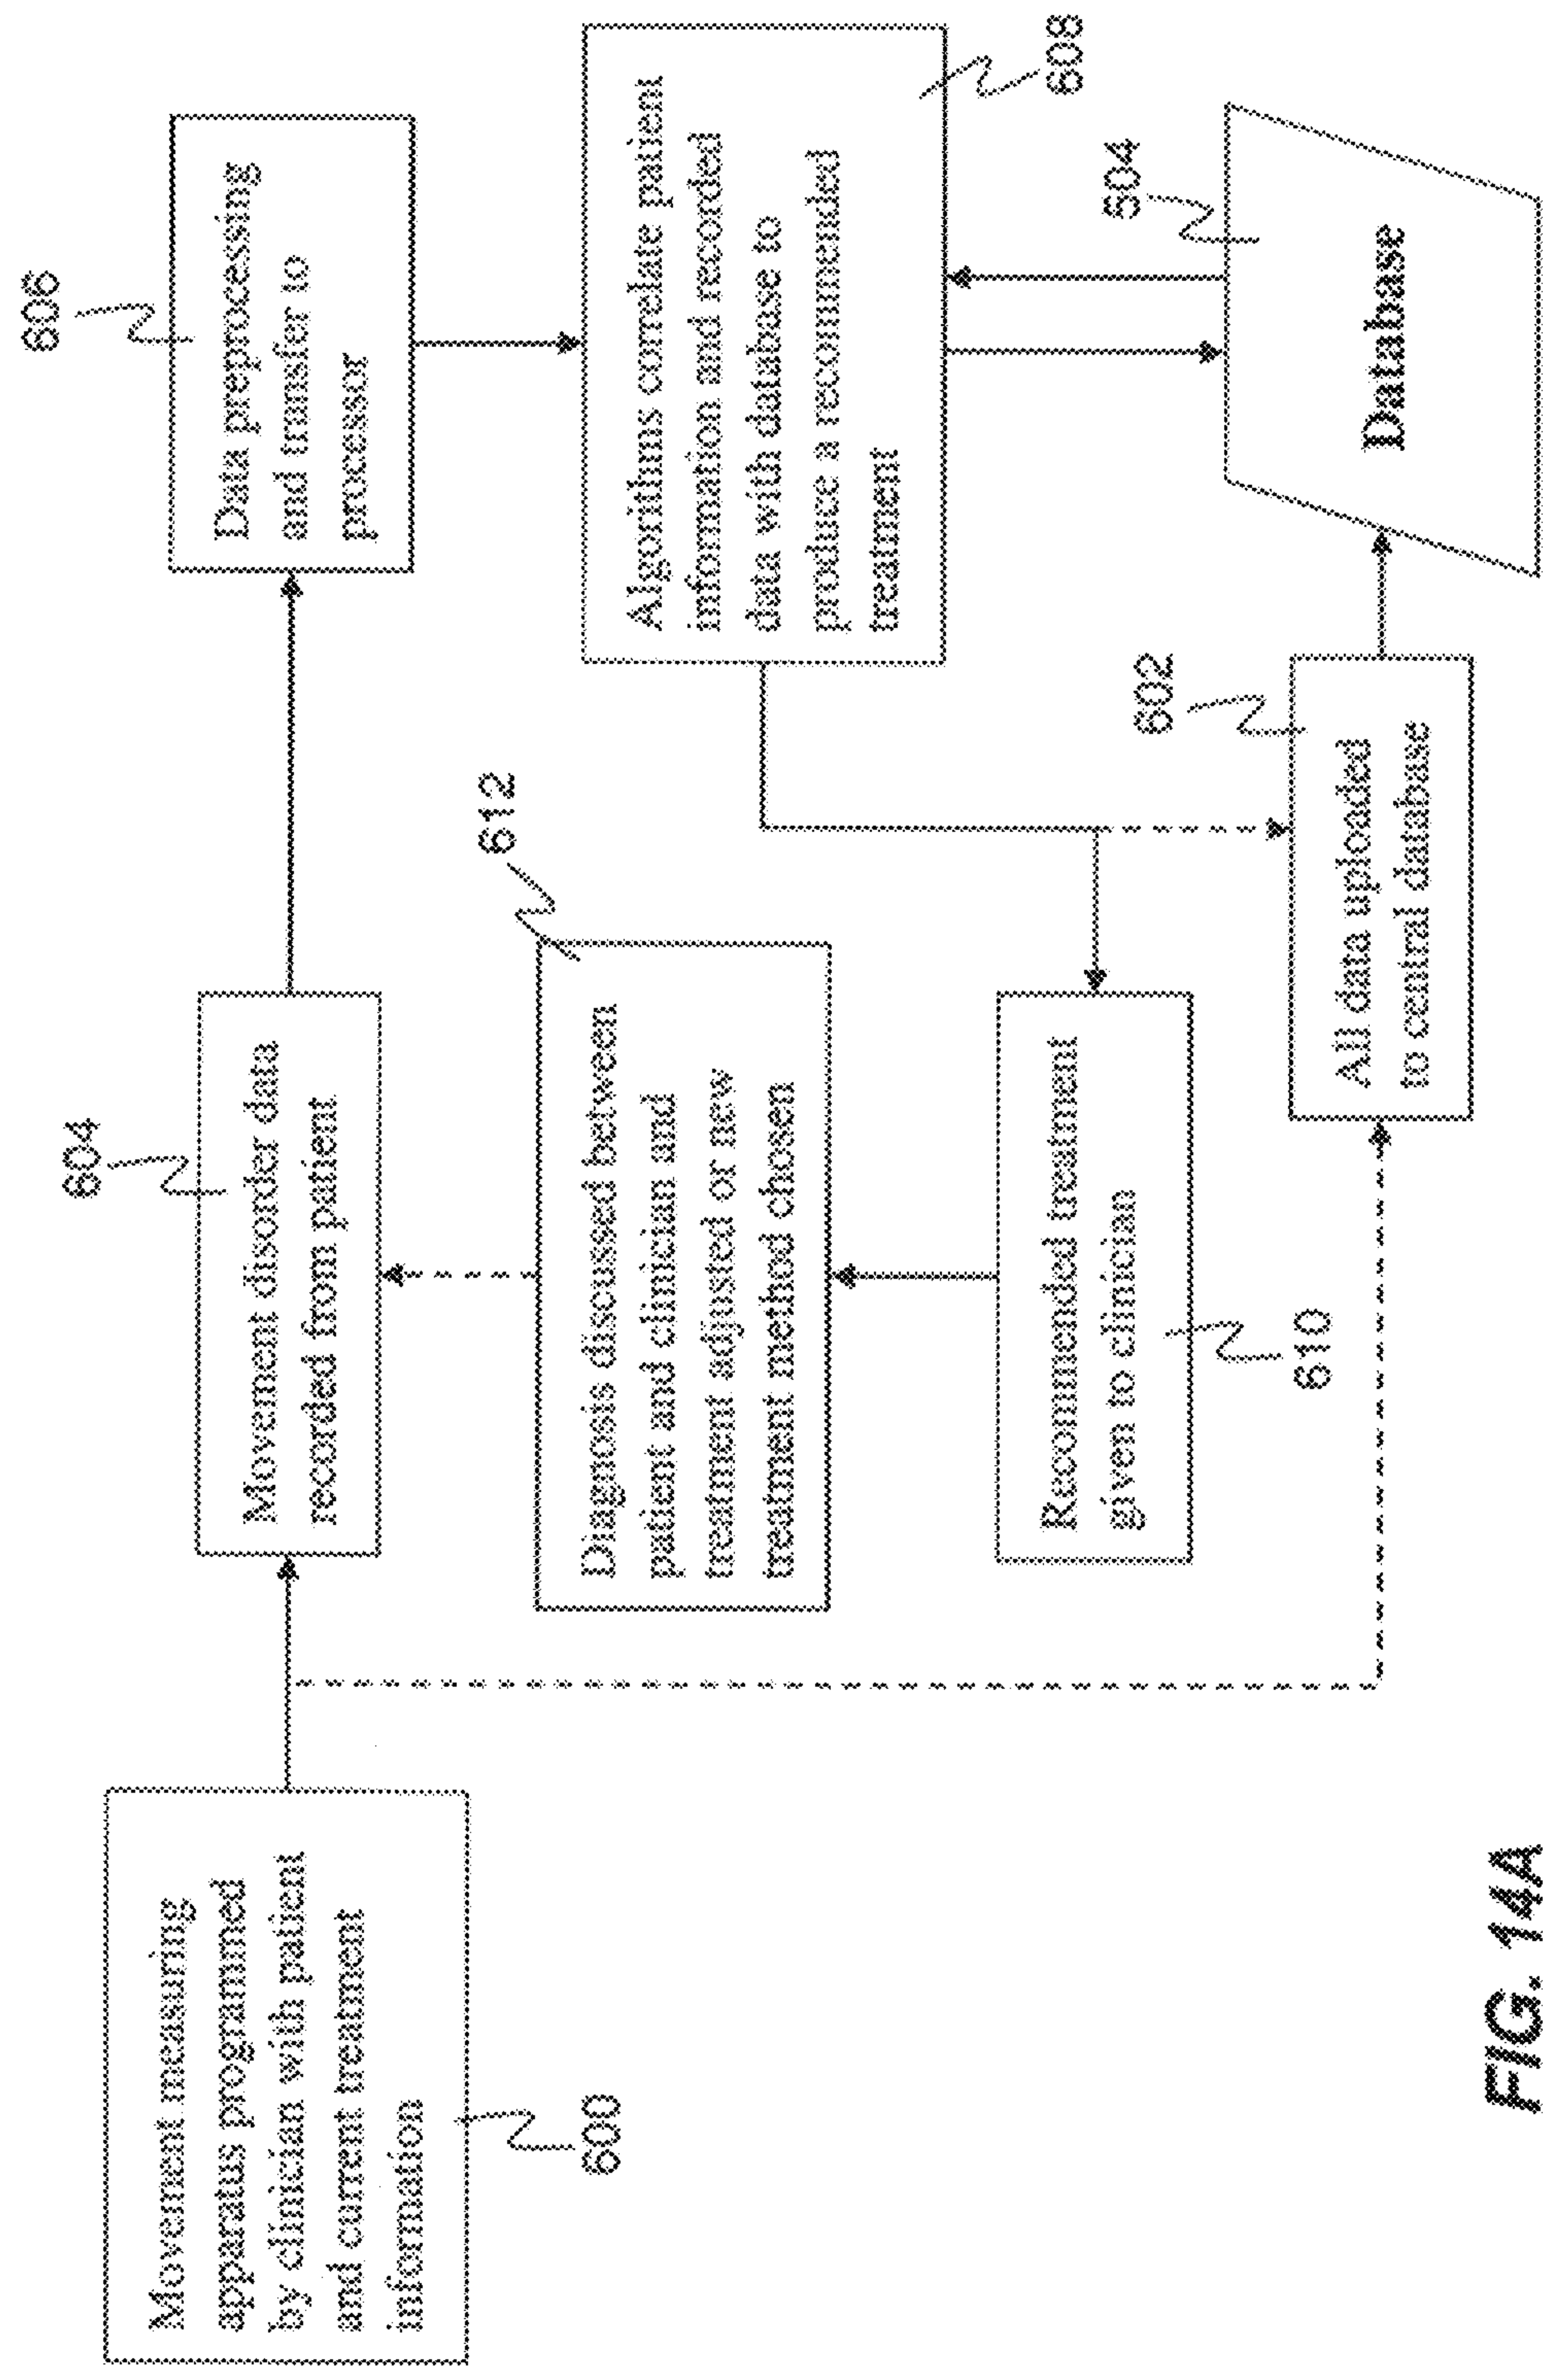 Movement measuring
apparatus programmed
by clinician with patient
and current treatment
information
600
Movement disorder data
recorded from patient
604
Data preprocessing
and transfer to
processor
606
Diagnosis discussed between
patient and clinician and
treatment adjusted or new
treatment method chosen
612
Algorithms correlate patient
information and recorded
data with database to
produce a recommended
treatment
608
Recommended treatment
given to clinician
610
All data uploaded
to central database
602
Database
504
FIG. 14A